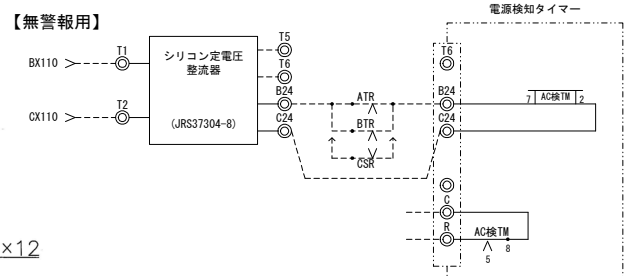 【無警報用】
電源検知タイマー
BX110
T1
シリコン定電圧
整流器
(JRS37304-8)
CX110
T2
T5
T6
B24
C24
ATR
BTR
CSR
T6
B24
C24
7 AC検TM 2
C
R
AC検TM
5
8
×12